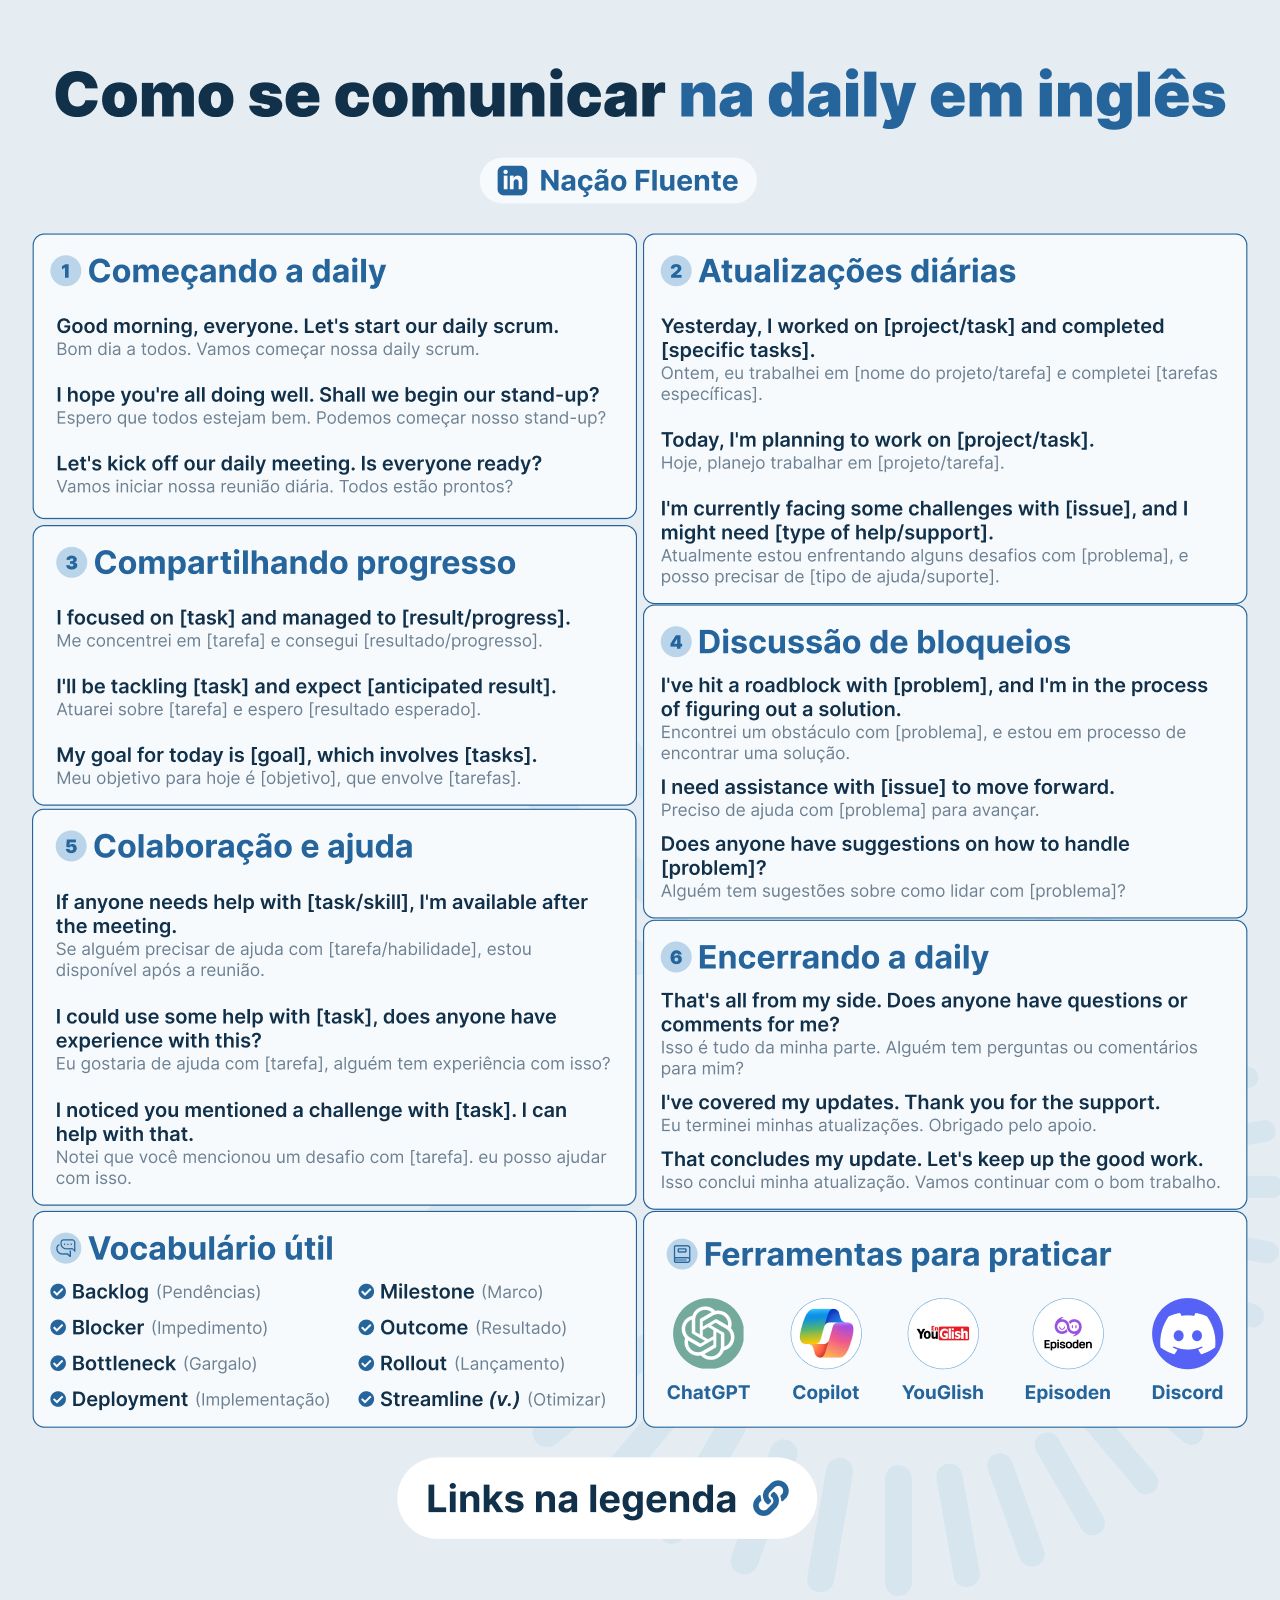 Como se comunicar na daily em inglês
in Nação Fluente
1 Começando a daily
Good morning, everyone. Let's start our daily scrum.
Bom dia a todos. Vamos começar nossa daily scrum.
I hope you're all doing well. Shall we begin our stand-up?
Espero que todos estejam bem. Podemos começar nosso stand-up?
Let's kick off our daily meeting. Is everyone ready?
Vamos iniciar nossa reunião diária. Todos estão prontos?
2 Atualizações diárias
Yesterday, I worked on [project/task] and completed
[specific tasks].
Ontem, eu trabalhei em [nome do projeto/tarefa] e completei [tarefas
específicas].
Today, I'm planning to work on [project/task].
Hoje, planejo trabalhar em [projeto/tarefa].
I'm currently facing some challenges with [issue], and I
might need [type of help/support].
Atualmente estou enfrentando alguns desafios com [problema], e
posso precisar de [tipo de ajuda/suporte].
3 Compartilhando progresso
I focused on [task] and managed to [result/progress].
Me concentrei em [tarefa] e consegui [resultado/progresso].
I'll be tackling [task] and expect [anticipated result].
Atuarei sobre [tarefa] e espero [resultado esperado].
My goal for today is [goal], which involves [tasks].
Meu objetivo para hoje é [objetivo], que envolve [tarefas].
4 Discussão de bloqueios
I've hit a roadblock with [problem], and I'm in the process
of figuring out a solution.
Encontrei um obstáculo com [problema], e estou em processo de
encontrar uma solução.
I need assistance with [issue] to move forward.
Preciso de ajuda com [problema] para avançar.
Does anyone have suggestions on how to handle
[problem]?
Alguém tem sugestões sobre como lidar com [problema]?
5 Colaboração e ajuda
If anyone needs help with [task/skill], I'm available after
the meeting.
Se alguém precisar de ajuda com [tarefa/habilidade], estou
disponível após a reunião.
I could use some help with [task], does anyone have
experience with this?
Eu gostaria de ajuda com [tarefa], alguém tem experiência com isso?
I noticed you mentioned a challenge with [task]. I can
help with that.
Notei que você mencionou um desafio com [tarefa]. eu posso ajudar
com isso.
6 Encerrando a daily
That's all from my side. Does anyone have questions or
comments for me?
Isso é tudo da minha parte. Alguém tem perguntas ou comentários
para mim?
I've covered my updates. Thank you for the support.
Eu terminei minhas atualizações. Obrigado pelo apoio.
That concludes my update. Let's keep up the good work.
Isso conclui minha atualização. Vamos continuar com o bom trabalho.
Vocabulário útil
Backlog (Pendências)
Blocker (Impedimento)
Bottleneck (Gargalo)
Deployment (Implementação)
Milestone (Marco)
Outcome (Resultado)
Rollout (Lançamento)
Streamline (v.) (Otimizar)
Ferramentas para praticar
En
YouGlish
Episoden
ChatGPT
Copilot
YouGlish
Episoden
Discord
Links na legenda